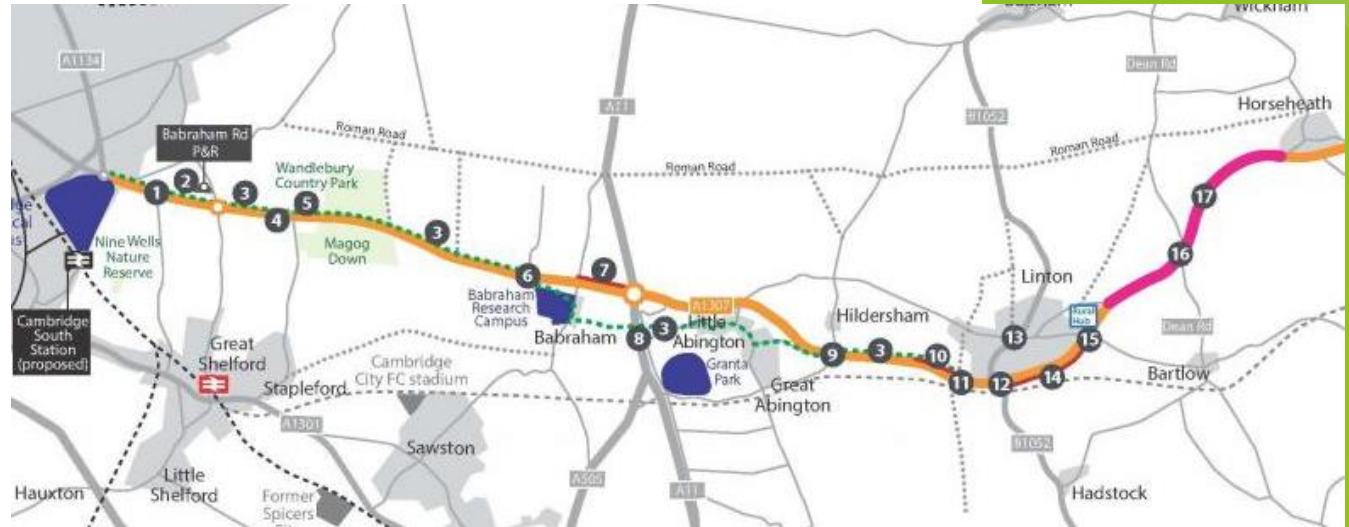 Wickham
A1134
Dean Rd
A11
B1052
Horseheath
Babraham Rd
P&R
Roman Road
Roman Road
Roman Road
Wandlebury
Country Park
1
2
3
4
5
17
3
Nine Wells
Nature
Reserve
Magog
Down
16
6
7
Linton
Babraham
Research
Campus
A1307
Hildersham
Rural
Hub
Cambridge
South
Station
(proposed)
Babraham
8
3
Little
Abington
13
15
Dean Rd
Great
Shelford
9
3
10
Stapleford
Cambridge
City FC stadium
Granta
Park
Great
Abington
11
12
14
Bartlow
A1301
Sawston
B1052
Hauxton
Little
Shelford
A505
A11
Hadstock
Former
Spicers